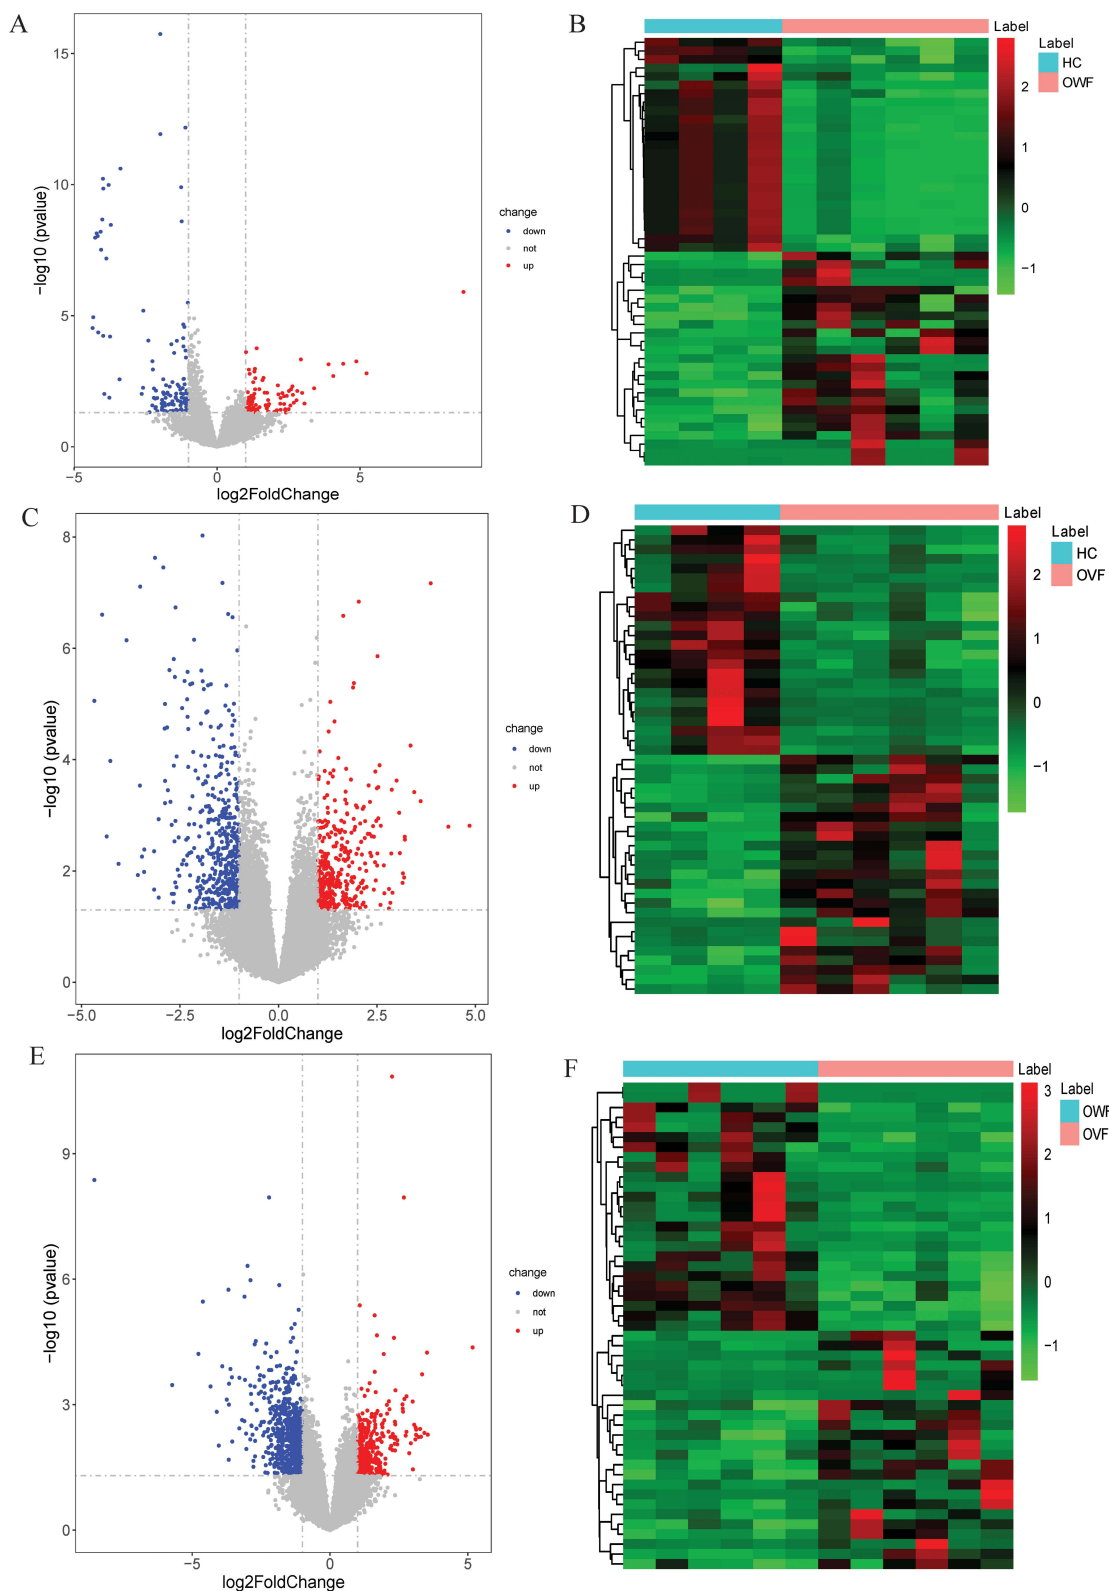 A
15
10
5
0
−log10 (pvalue)
−5
0
5
log2FoldChange
change
down
not
up
B
Label
2
1
0
−1
Label
HC
OWF
C
8
6
4
2
0
−log10 (pvalue)
−5.0
−2.5
0.0
2.5
5.0
log2FoldChange
change
down
not
up
D
Label
2
1
0
−1
Label
HC
OVF
E
9
6
3
0
−log10 (pvalue)
−5
0
5
log2FoldChange
change
down
not
up
F
Label
3
2
1
0
−1
Label
OWF
OVF